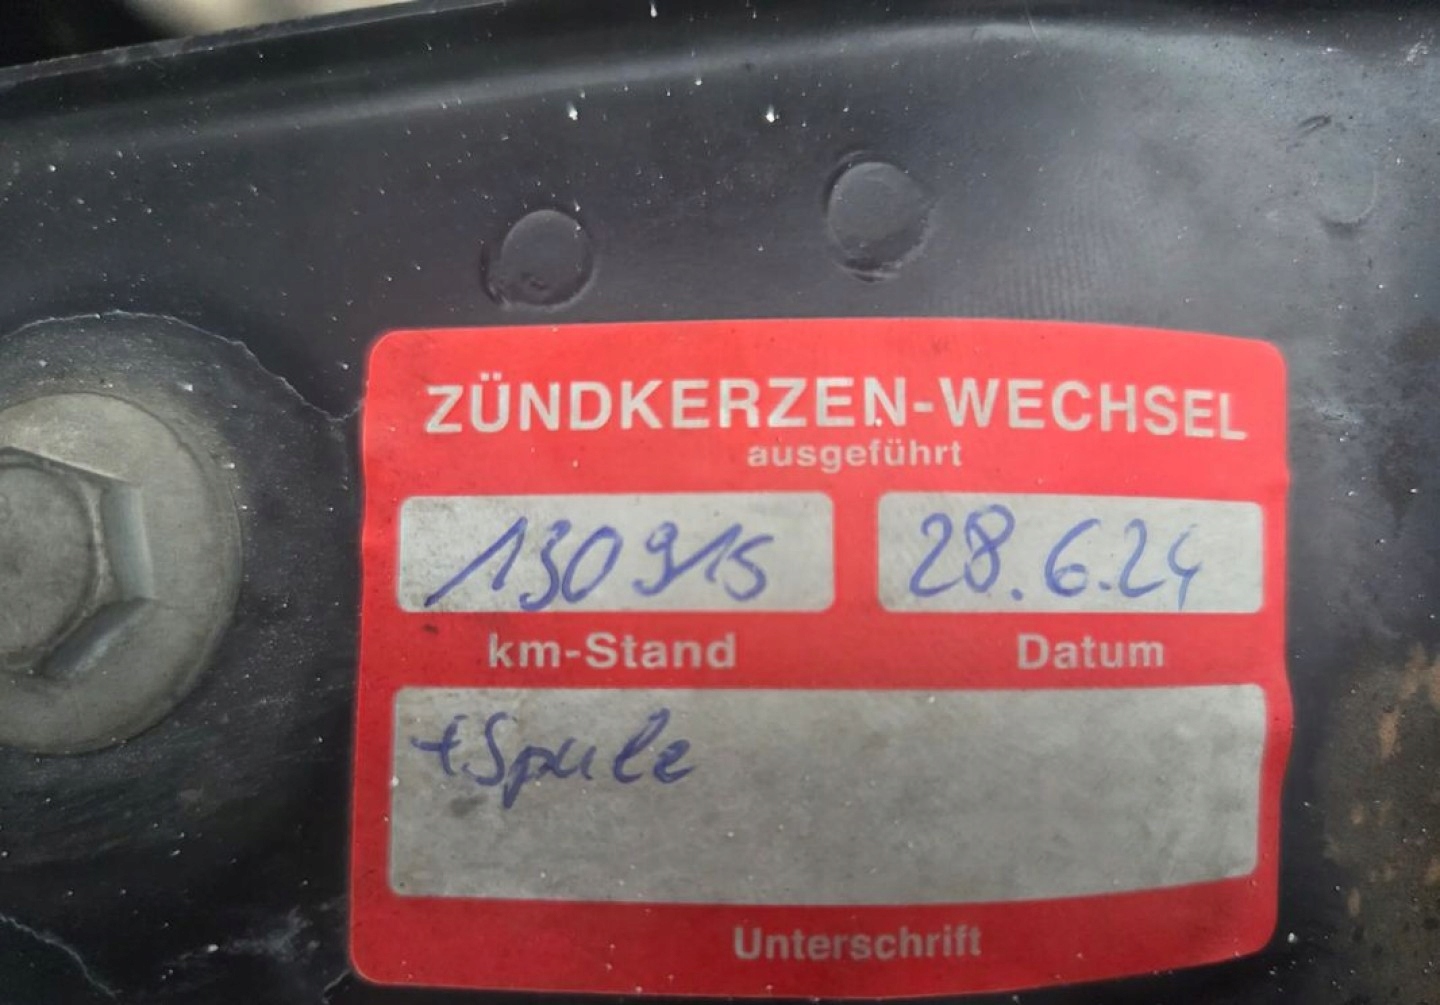 ZÜNDKERZEN-WECHSEL
ausgeführt
130915 28.6.24
km-Stand Datum
+Spule
Unterschrift